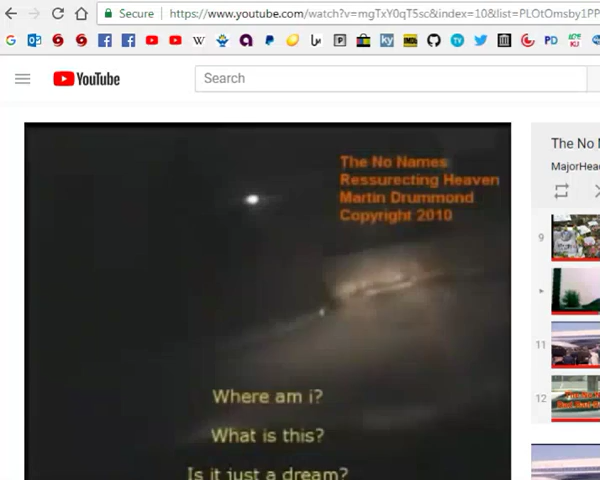 Secure
https://www.youtube.com/watch?v=mgTxY0qT5sc&index=10&list=PLOtOmsby1PP
YouTube
Search
The No Names
Ressurecting Heaven
Martin Drummond
Copyright 2010
Where am i?
What is this?
Is it just a dream?
The No
MajorHea
9
11
12